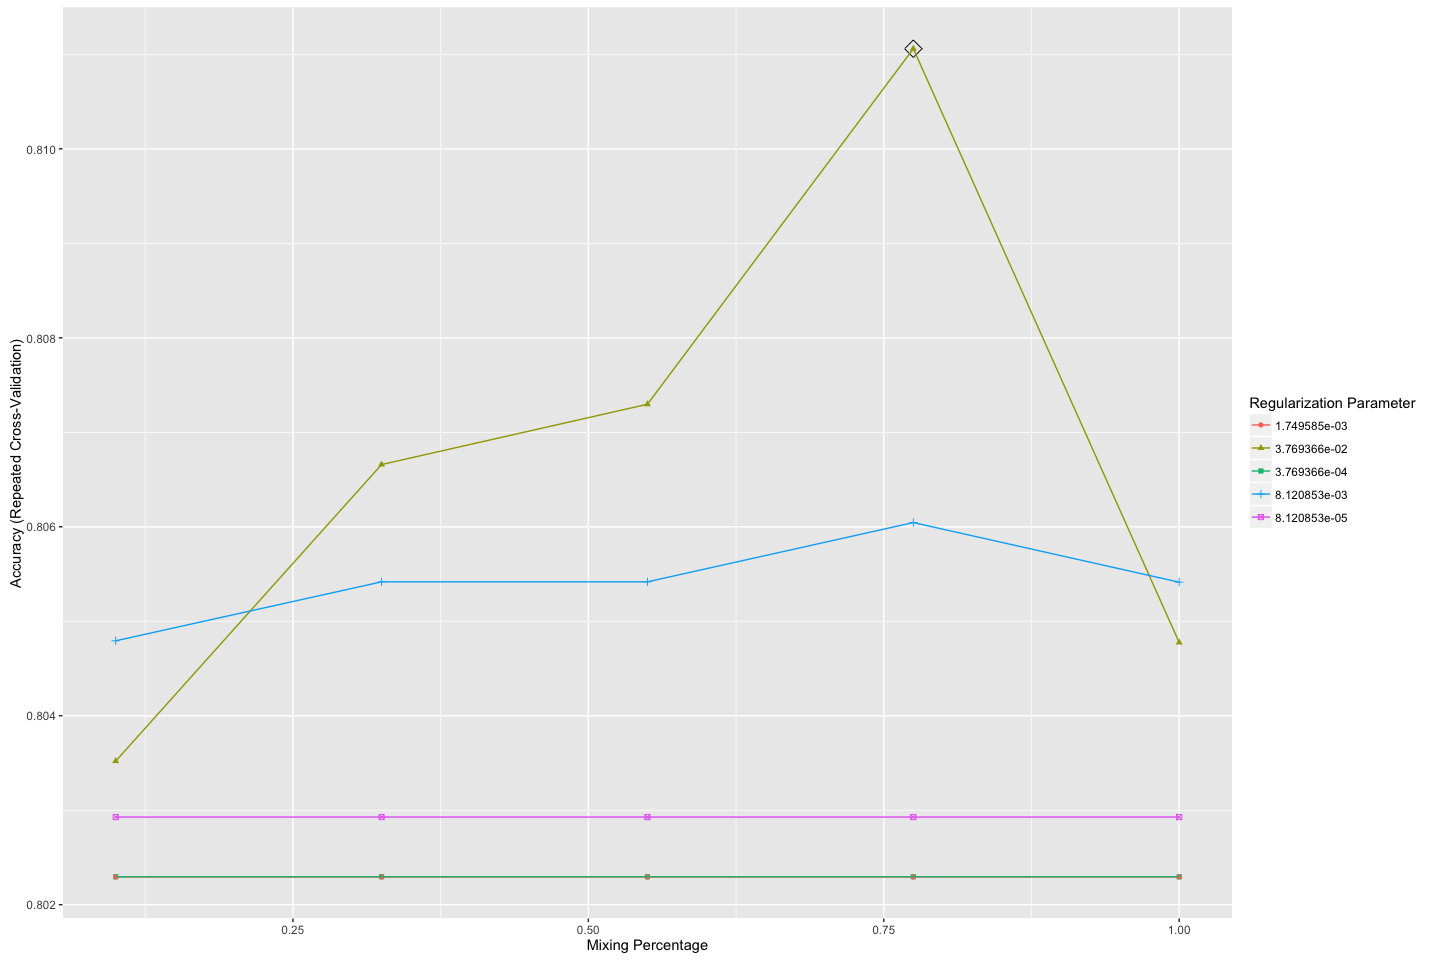 0.810
0.808
0.806
0.804
0.802
Accuracy (Repeated Cross-Validation)
0.25
0.50
0.75
1.00
Mixing Percentage
Regularization Parameter
1.749585e-03
3.769366e-02
3.769366e-04
8.120853e-03
8.120853e-05